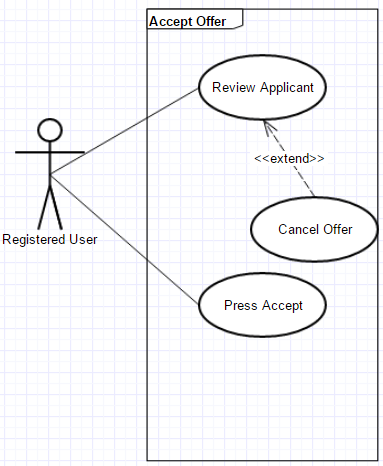 Accept Offer
Review Applicant
<<extend>>
Cancel Offer
Registered User
Press Accept